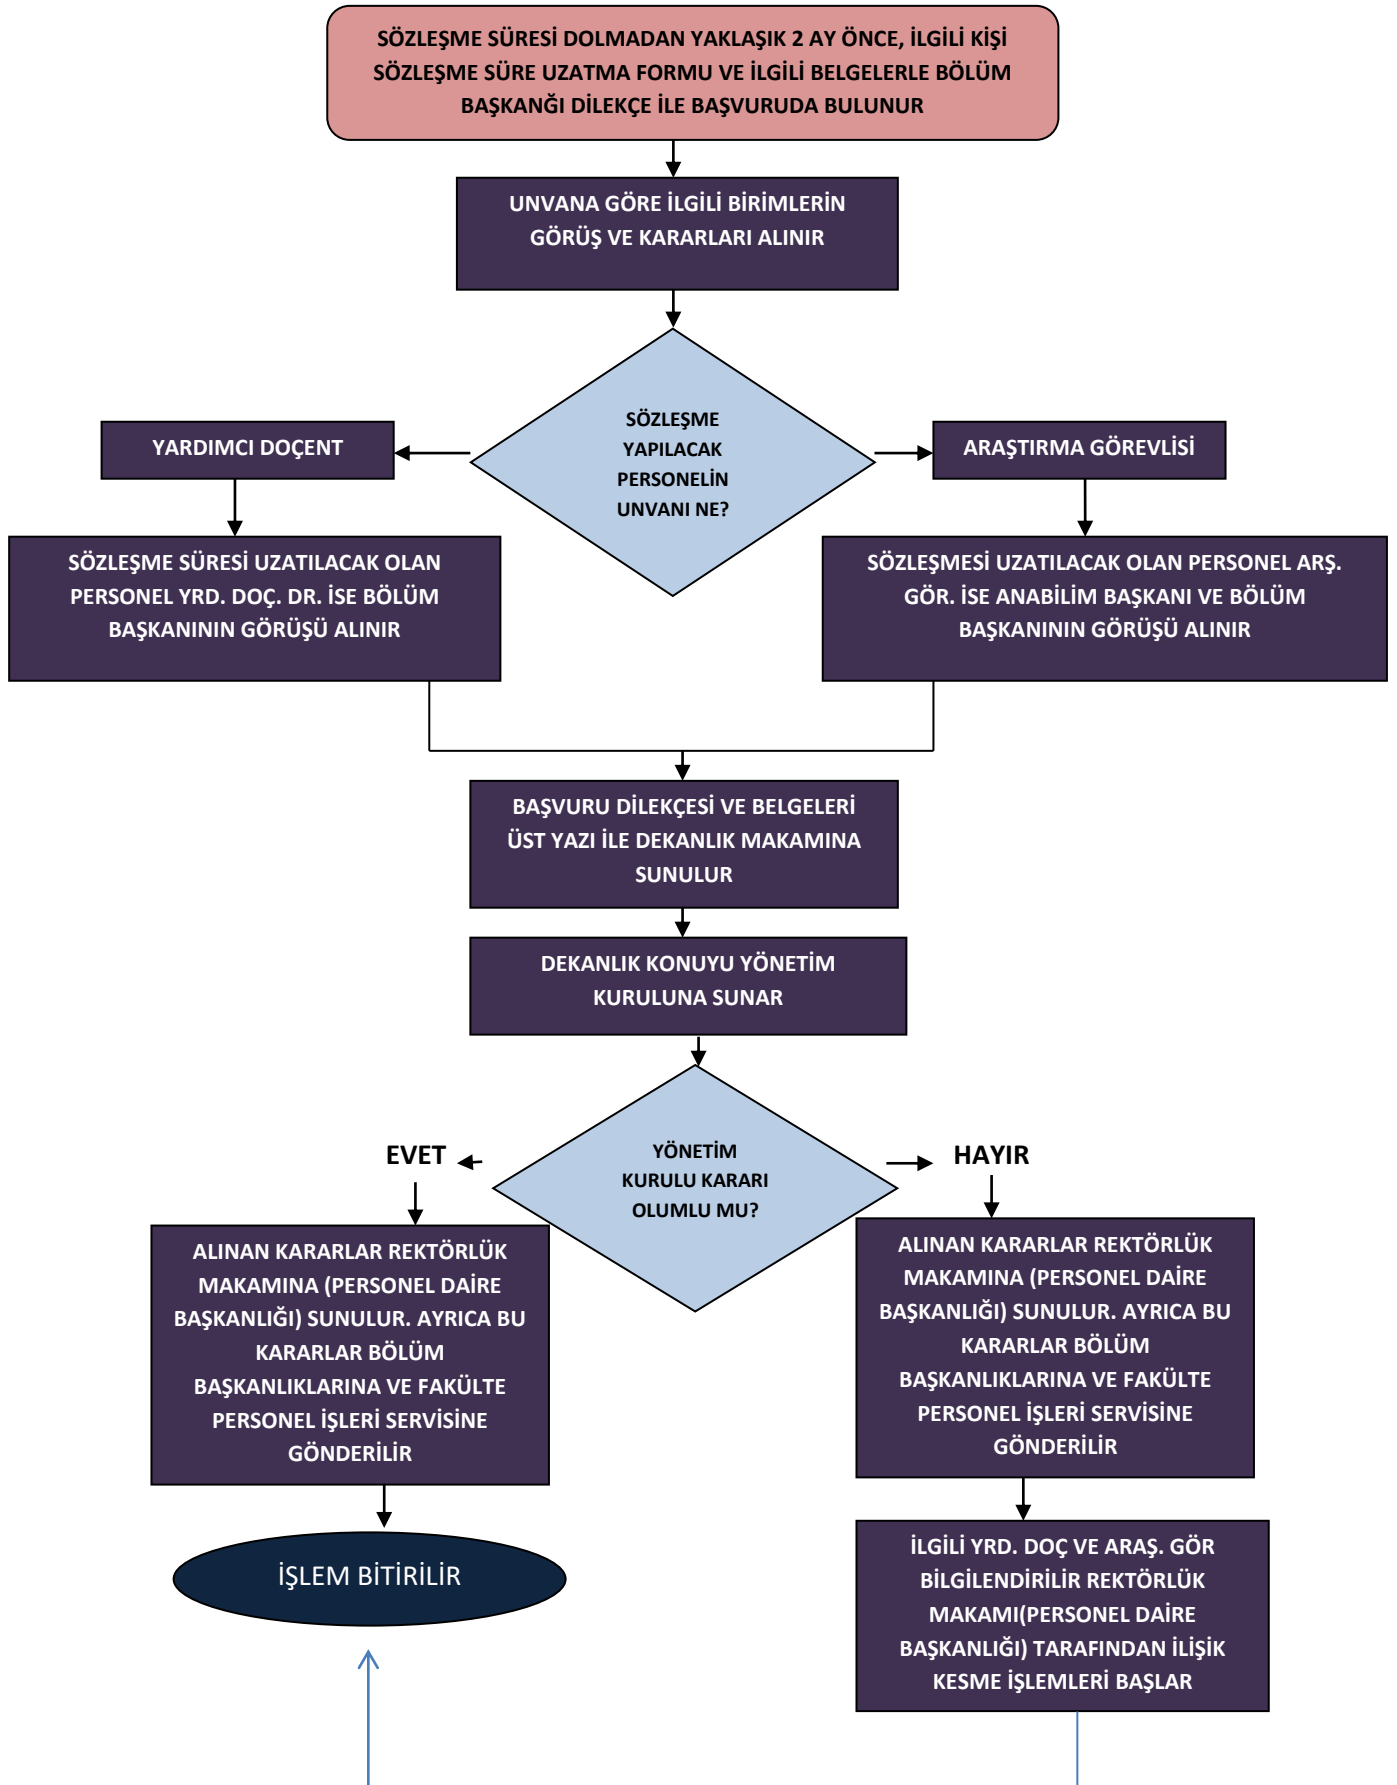 SÖZLEŞME SÜRESİ DOLMADAN YAKLAŞIK 2 AY ÖNCE, İLGİLİ KİŞİ
SÖZLEŞME SÜRE UZATMA FORMU VE İLGİLİ BELGELERLE BÖLÜM
BAŞKANĞI DİLEKÇE İLE BAŞVURUDA BULUNUR
UNVANA GÖRE İLGİLİ BİRİMLERİN
GÖRÜŞ VE KARARLARI ALINIR
SÖZLEŞME
YAPILACAK
PERSONELİN
UNVANI NE?
YARDIMCI DOÇENT
ARAŞTIRMA GÖREVLİSİ
SÖZLEŞME SÜRESİ UZATILACAK OLAN
PERSONEL YRD. DOÇ. DR. İSE BÖLÜM
BAŞKANININ GÖRÜŞÜ ALINIR
SÖZLEŞMESİ UZATILACAK OLAN PERSONEL ARŞ.
GÖR. İSE ANABİLİM BAŞKANI VE BÖLÜM
BAŞKANININ GÖRÜŞÜ ALINIR
BAŞVURU DİLEKÇESİ VE BELGELERİ
ÜST YAZI İLE DEKANLIK MAKAMINA
SUNULUR
DEKANLIK KONUYU YÖNETİM
KURULUNA SUNAR
YÖNETİM
KURULU KARARI
OLUMLU MU?
EVET
HAYIR
ALINAN KARARLAR REKTÖRLÜK
MAKAMINA (PERSONEL DAİRE
BAŞKANLIĞI) SUNULUR. AYRICA BU
KARARLAR BÖLÜM
BAŞKANLIKLARINA VE FAKÜLTE
PERSONEL İŞLERİ SERVİSİNE
GÖNDERİLİR
ALINAN KARARLAR REKTÖRLÜK
MAKAMINA (PERSONEL DAİRE
BAŞKANLIĞI) SUNULUR. AYRICA BU
KARARLAR BÖLÜM
BAŞKANLIKLARINA VE FAKÜLTE
PERSONEL İŞLERİ SERVİSİNE
GÖNDERİLİR
İŞLEM BİTİRİLİR
İLGİLİ YRD. DOÇ VE ARAŞ. GÖR
BİLGİLENDİRİLİR REKTÖRLÜK
MAKAMI(PERSONEL DAİRE
BAŞKANLIĞI) TARAFINDAN İLİŞİK
KESME İŞLEMLERİ BAŞLAR